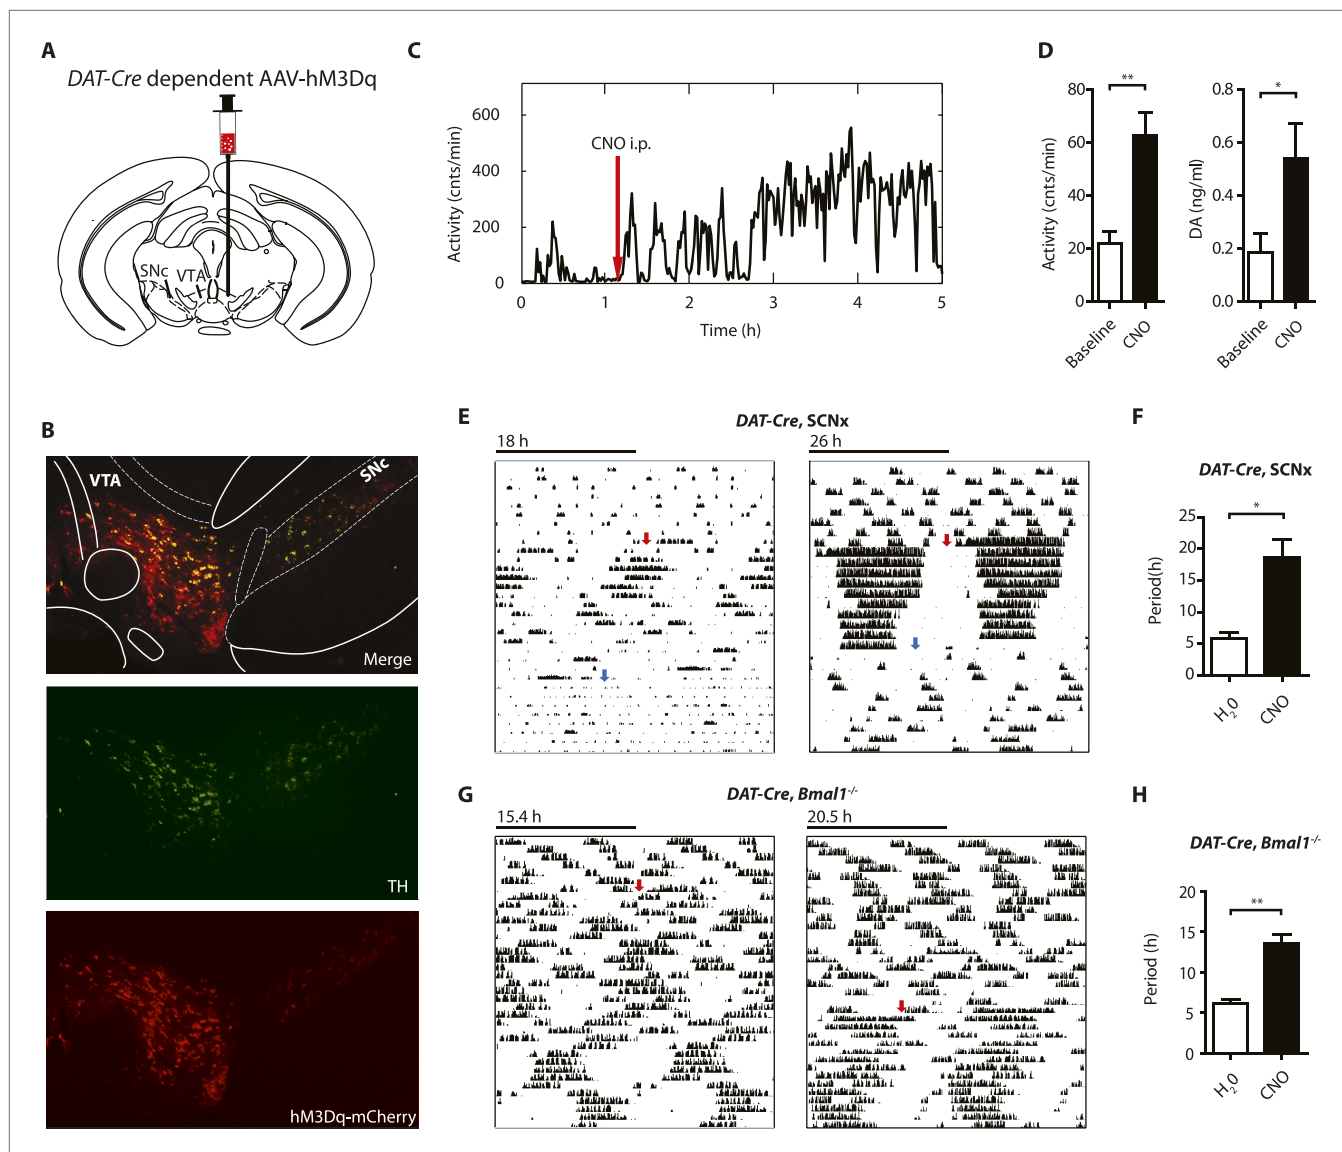 A
DAT-Cre dependent AAV-hM3Dq
SNc
VTA
B
VTA
SNc
Merge
TH
hM3Dq-mCherry
C
Activity (cnts/min)
600
400
200
0
CNO i.p.
0
1
2
3
4
5
Time (h)
D
Activity (cnts/min)
80
60
40
20
0
**
Baseline
CNO
DA (ng/ml)
0.8
0.6
0.4
0.2
0.0
*
Baseline
CNO
E
DAT-Cre, SCNx
18 h
26 h
F
DAT-Cre, SCNx
Period(h)
25
20
15
10
5
0
*
H₂0
CNO
G
DAT-Cre, Bmal1⁻/⁻
15.4 h
20.5 h
H
DAT-Cre, Bmal1⁻/⁻
Period (h)
20
15
10
5
0
**
H₂0
CNO